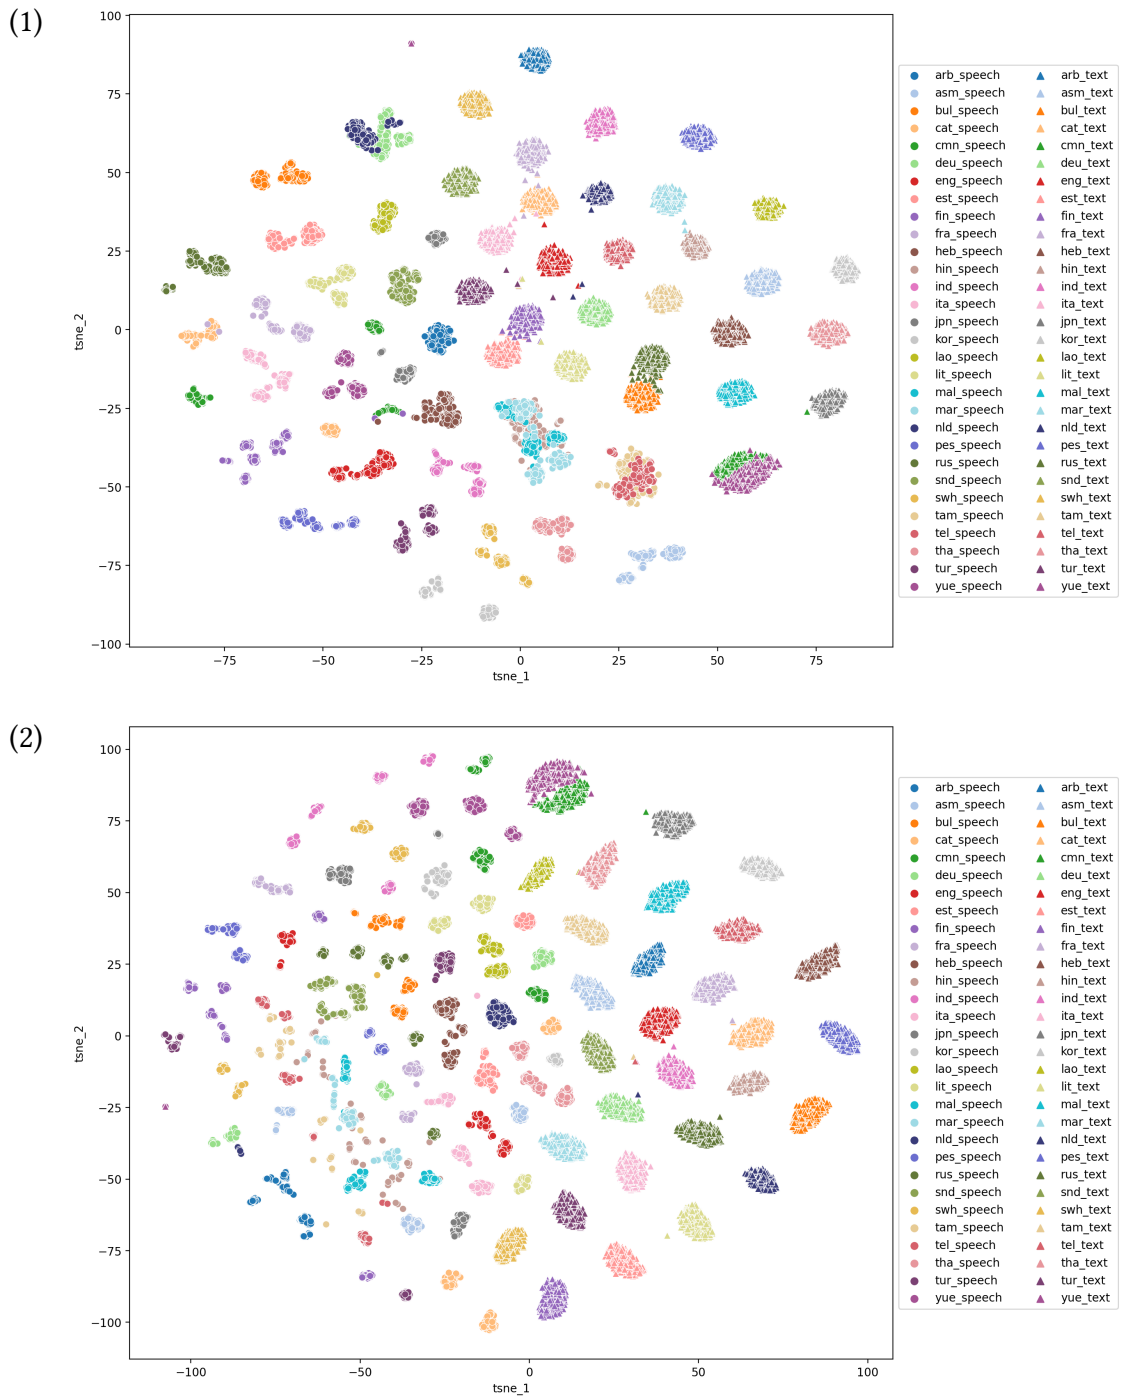 (1)
100
75
50
25
0
−25
−50
−75
−100
tsne_2
−75 −50 −25 0 25 50 75
tsne_1
arb_speech arb_text
asm_speech asm_text
bul_speech bul_text
cat_speech cat_text
cmn_speech cmn_text
deu_speech deu_text
eng_speech eng_text
est_speech est_text
fin_speech fin_text
fra_speech fra_text
heb_speech heb_text
hin_speech hin_text
ind_speech ind_text
ita_speech ita_text
jpn_speech jpn_text
kor_speech kor_text
lao_speech lao_text
lit_speech lit_text
mal_speech mal_text
mar_speech mar_text
nld_speech nld_text
pes_speech pes_text
rus_speech rus_text
snd_speech snd_text
swh_speech swh_text
tam_speech tam_text
tel_speech tel_text
tha_speech tha_text
tur_speech tur_text
yue_speech yue_text
(2)
100
75
50
25
0
−25
−50
−75
−100
tsne_2
−100 −50 0 50 100
tsne_1
arb_speech arb_text
asm_speech asm_text
bul_speech bul_text
cat_speech cat_text
cmn_speech cmn_text
deu_speech deu_text
eng_speech eng_text
est_speech est_text
fin_speech fin_text
fra_speech fra_text
heb_speech heb_text
hin_speech hin_text
ind_speech ind_text
ita_speech ita_text
jpn_speech jpn_text
kor_speech kor_text
lao_speech lao_text
lit_speech lit_text
mal_speech mal_text
mar_speech mar_text
nld_speech nld_text
pes_speech pes_text
rus_speech rus_text
snd_speech snd_text
swh_speech swh_text
tam_speech tam_text
tel_speech tel_text
tha_speech tha_text
tur_speech tur_text
yue_speech yue_text